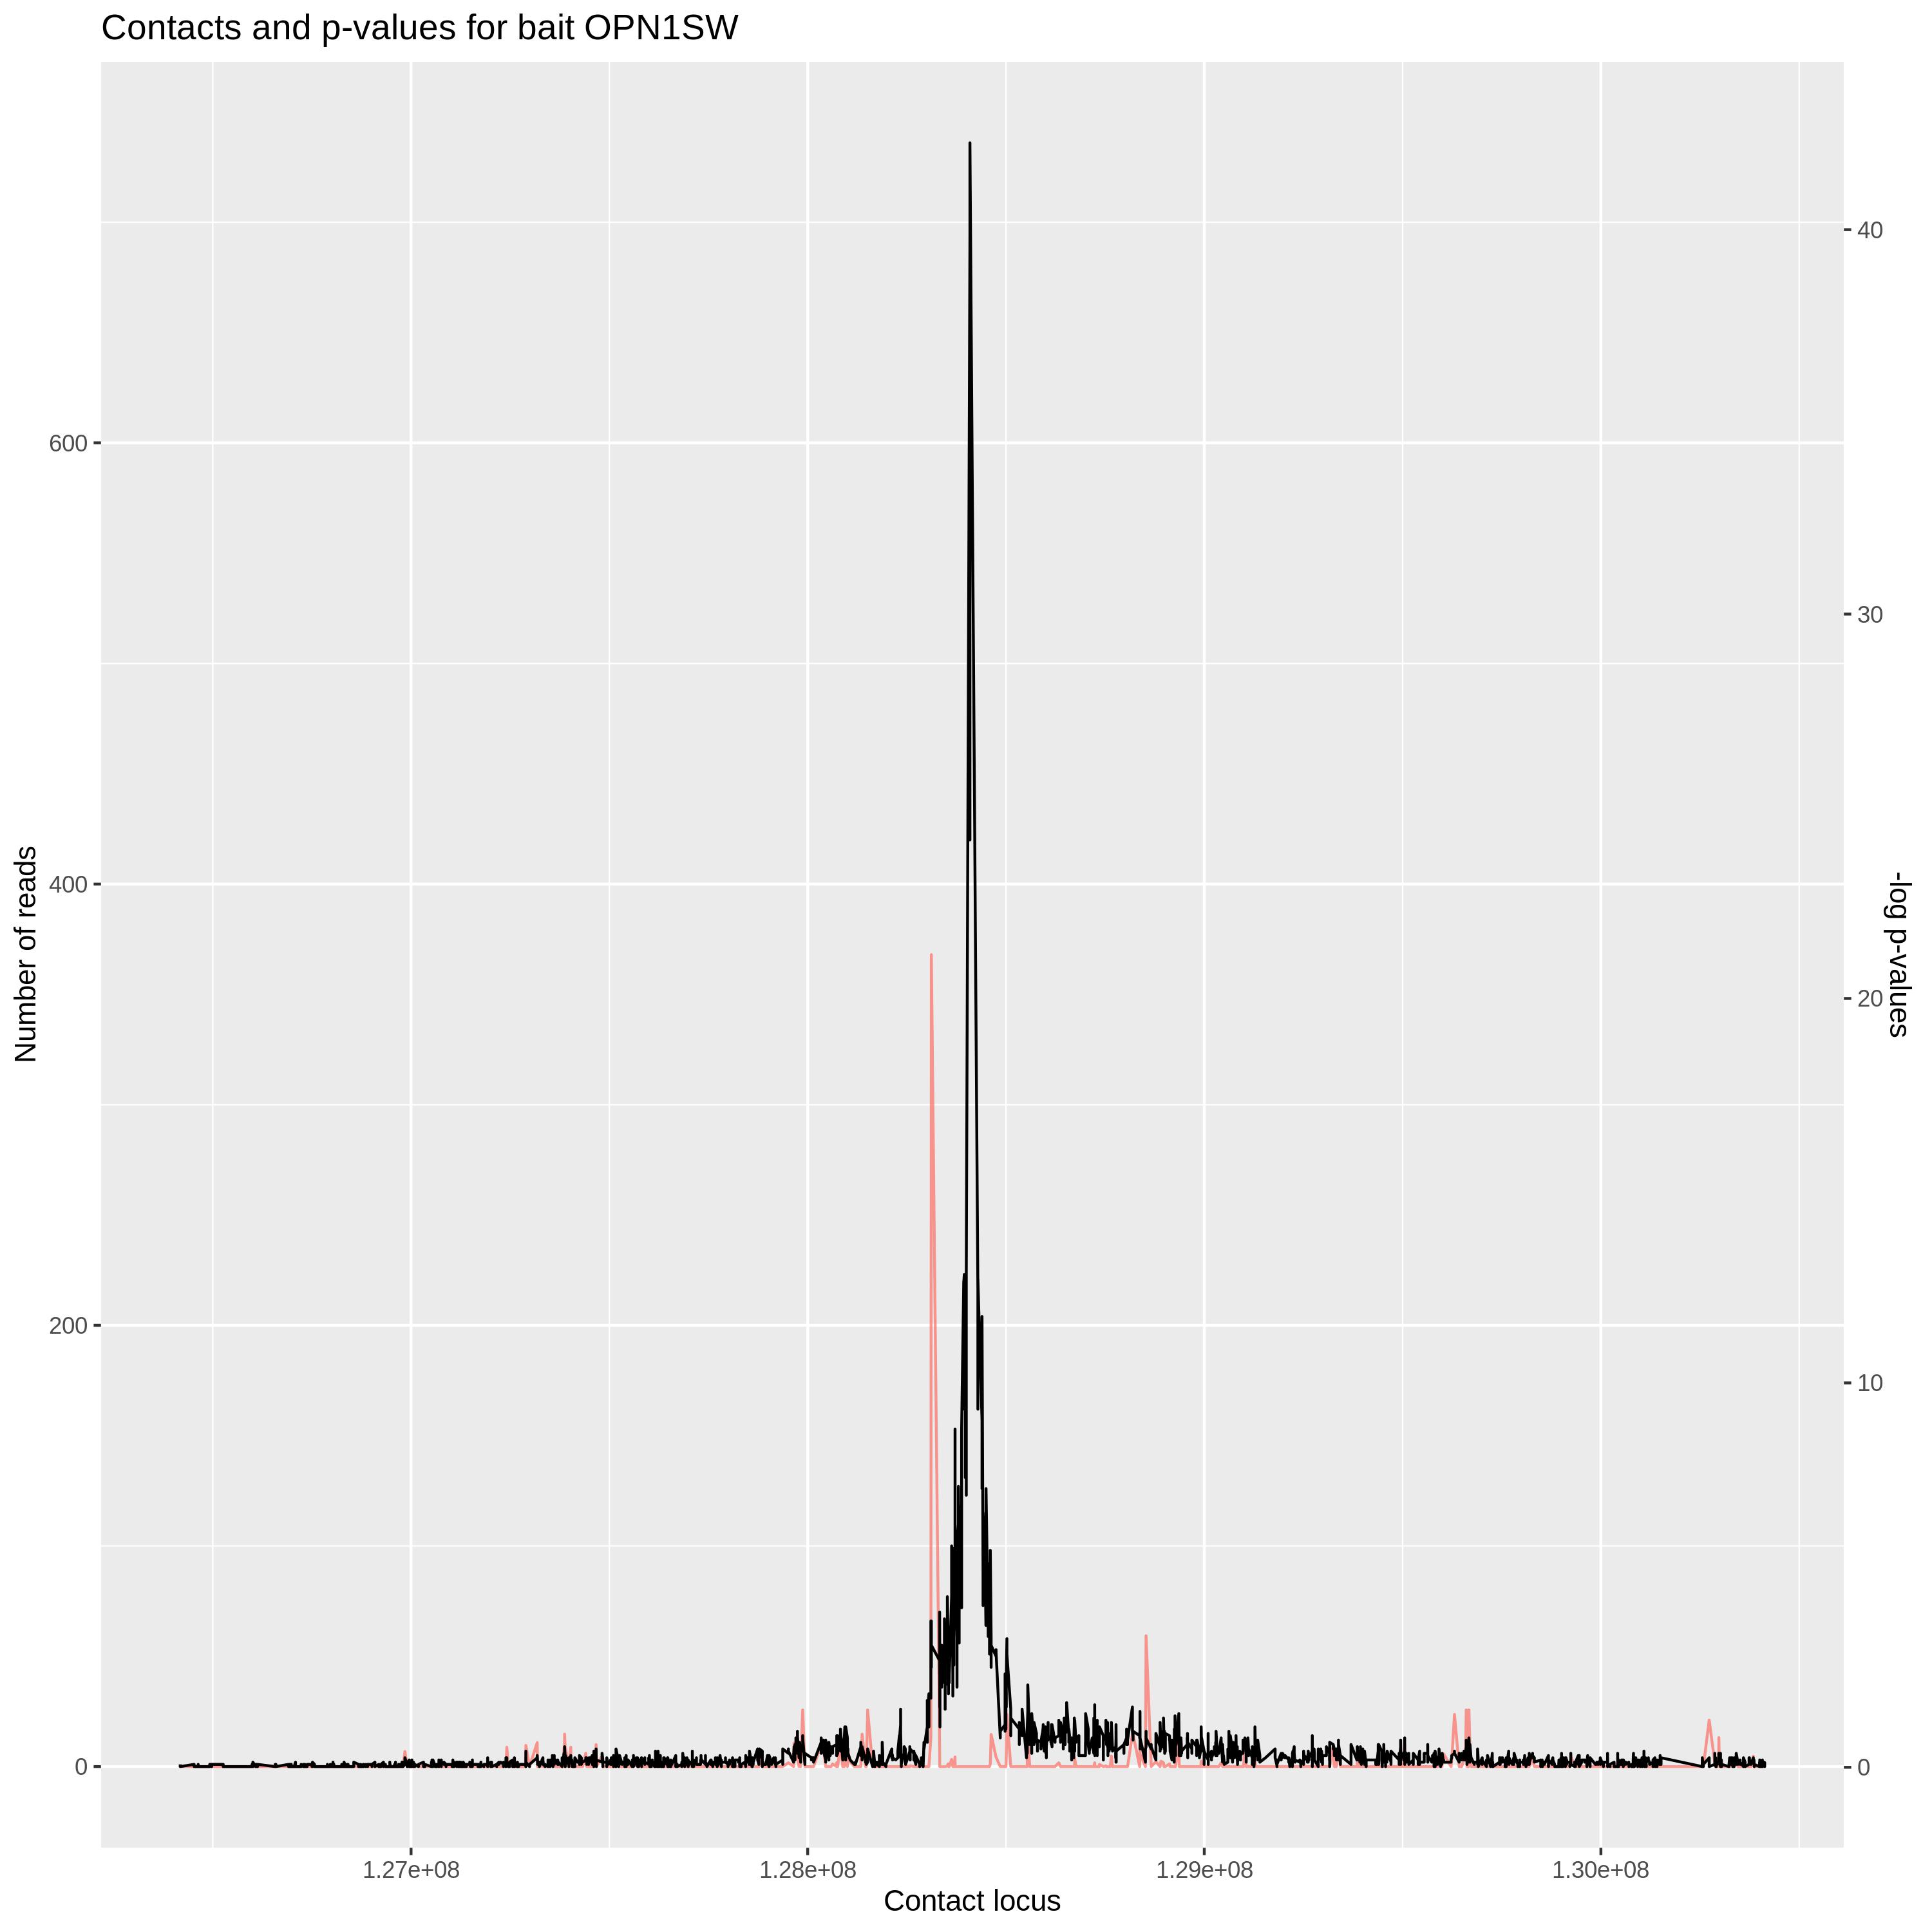 Contacts and p-values for bait OPN1SW
Number of reads
600
400
200
0
40
30
20
10
0
-log p-values
1.27e+08
1.28e+08
1.29e+08
1.30e+08
Contact locus